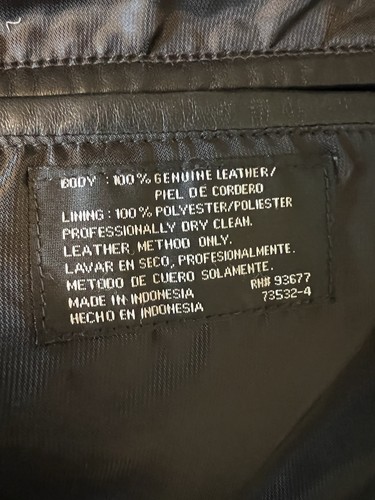 BODY : 100% GENUINE LEATHER/
PIEL DE CORDERO
LINING : 100% POLYESTER/POLIESTER
PROFESSIONALLY DRY CLEAN.
LEATHER METHOD ONLY.
LAVAR EN SECO, PROFESIONALMENTE.
METODO DE CUERO SOLAMENTE.
MADE IN INDONESIA RH# 93677
HECHO EN INDONESIA 73532-4